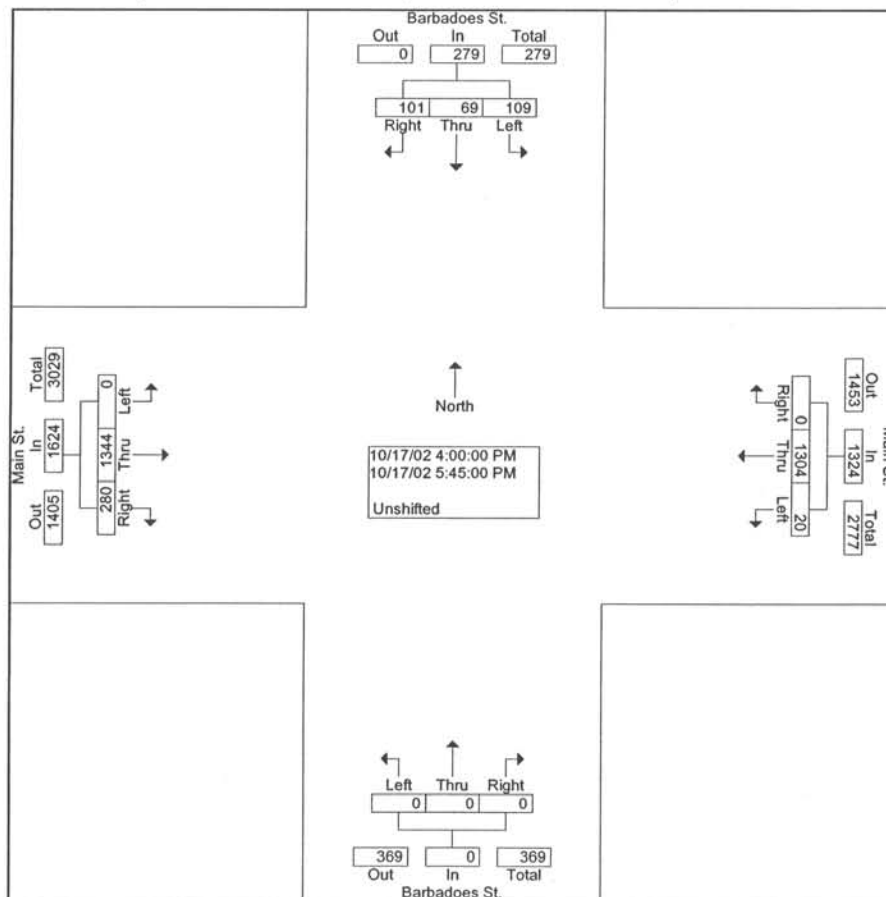 Barbadoes St.
Out In Total
0 279 279
101 69 109
Right Thru Left
Main St.
Total In Out
3029 1624 1405
0 1344 280
Left Thru Right
North
10/17/02 4:00:00 PM
10/17/02 5:45:00 PM
Unshifted
Right Thru Left
0 1304 20
1453 1324 2777
Out In Total
Main St.
Left Thru Right
0 0 0
369 0 369
Out In Total
Barbadoes St.